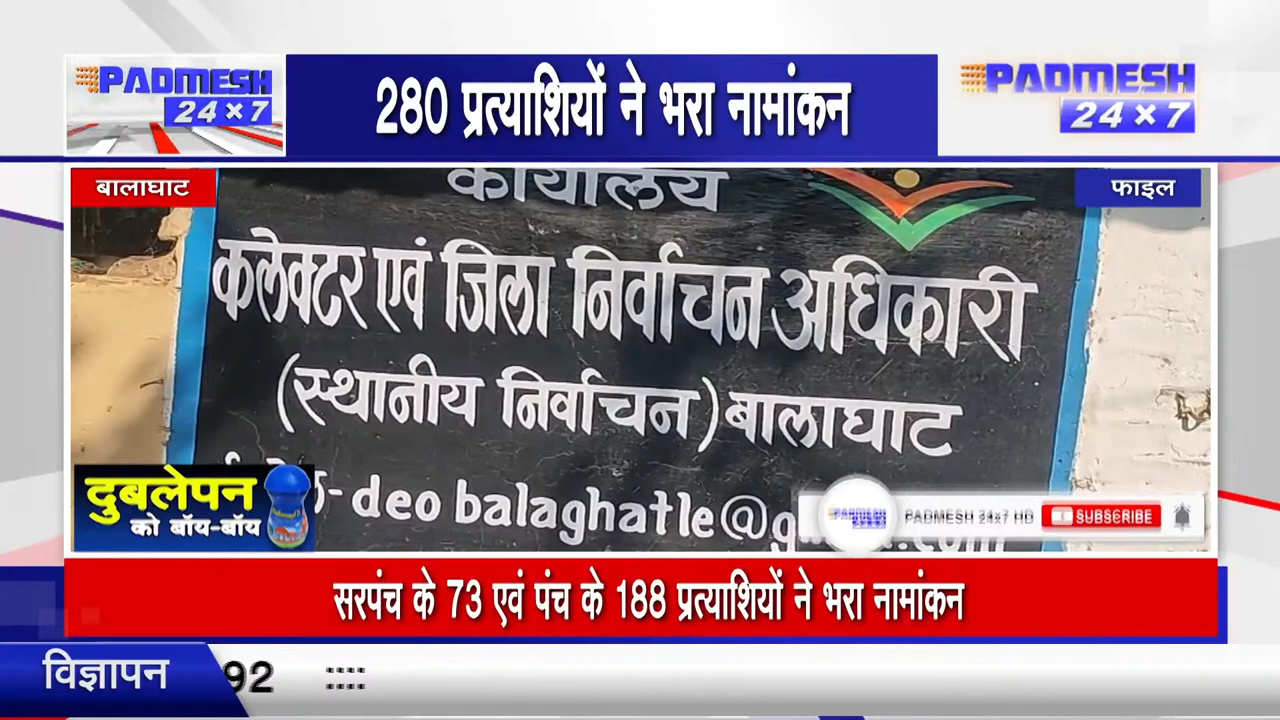 PADMESH
24×7
280 प्रत्याशियों ने भरा नामांकन
PADMESH
24×7
बालाघाट
फाइल
कार्यालय
कलेक्टर एवं जिला निर्वाचन अधिकारी
(स्थानीय निर्वाचन) बालाघाट
deo balaghatle@
दुबलेपन
को बॉय-बॉय
PADMESH
PADMESH 24x7 HD
SUBSCRIBE
सरपंच के 73 एवं पंच के 188 प्रत्याशियों ने भरा नामांकन
विज्ञापन
92